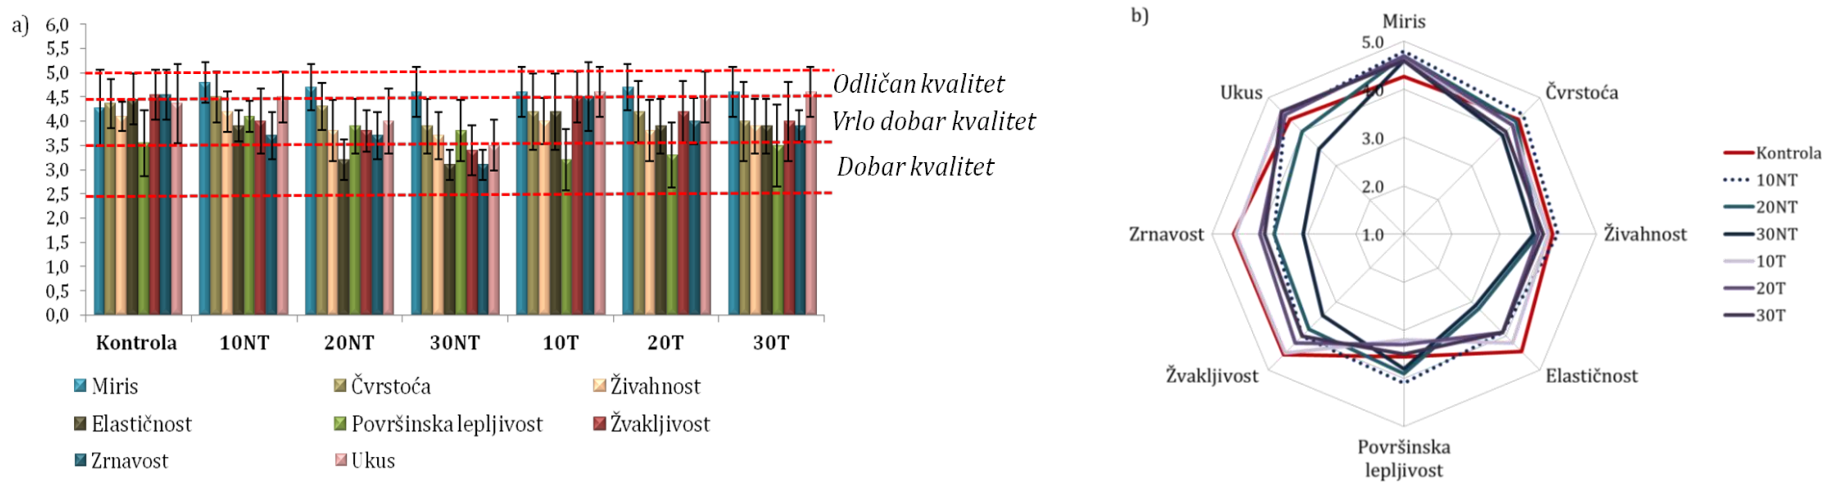 a)
6,0
5,5
5,0
4,5
4,0
3,5
3,0
2,5
2,0
1,5
1,0
0,5
0,0
Odličan kvalitet
Vrlo dobar kvalitet
Dobar kvalitet
Kontrola 10NT 20NT 30NT 10T 20T 30T
Miris Čvrstoća Živahnost
Elastičnost Površinska lepljivost Žvakljivost
Zrnavost Ukus
b)
Miris
5.0
Ukus Čvrstoća
4.0
3.0
2.0
Zrnavost 1.0 Živahnost
Žvakljivost Elastičnost
Površinska
lepljivost
Kontrola
10NT
20NT
30NT
10T
20T
30T